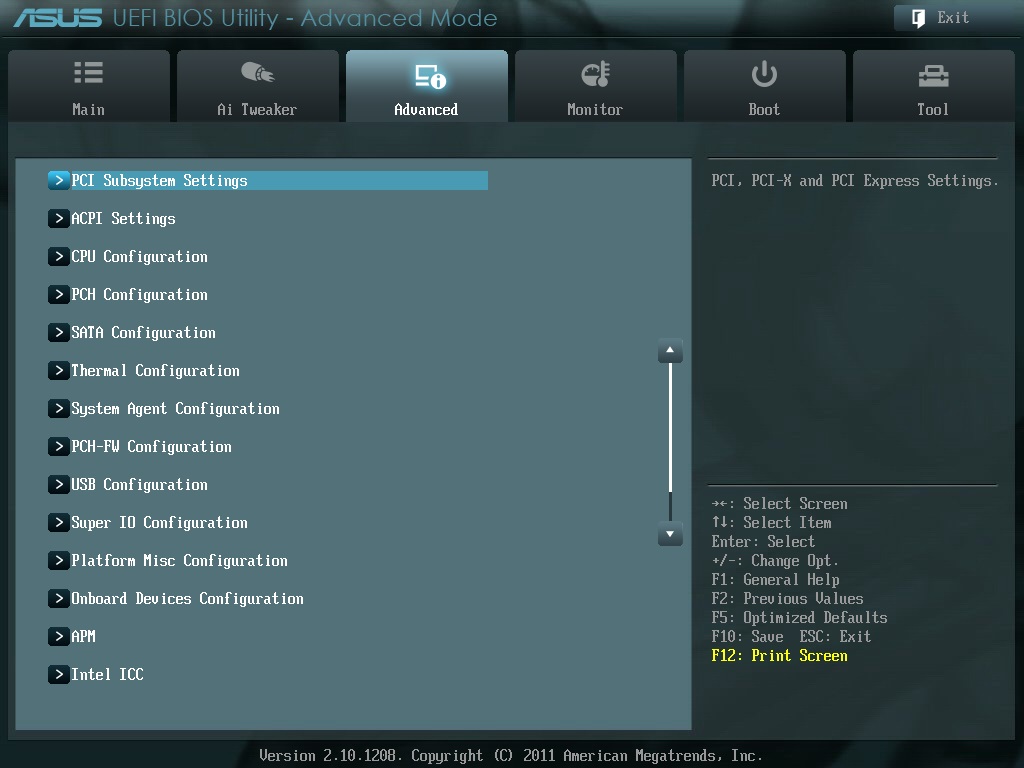 ASUS UEFI BIOS Utility - Advanced Mode
Exit
Main
Ai Tweaker
Advanced
Monitor
Boot
Tool
> PCI Subsystem Settings
> ACPI Settings
> CPU Configuration
> PCH Configuration
> SATA Configuration
> Thermal Configuration
> System Agent Configuration
> PCH-FW Configuration
> USB Configuration
> Super IO Configuration
> Platform Misc Configuration
> Onboard Devices Configuration
> APM
> Intel ICC
PCI, PCI-X and PCI Express Settings.
→←: Select Screen
↑↓: Select Item
Enter: Select
+/-: Change Opt.
F1: General Help
F2: Previous Values
F5: Optimized Defaults
F10: Save  ESC: Exit
F12: Print Screen
Version 2.10.1208. Copyright (C) 2011 American Megatrends, Inc.